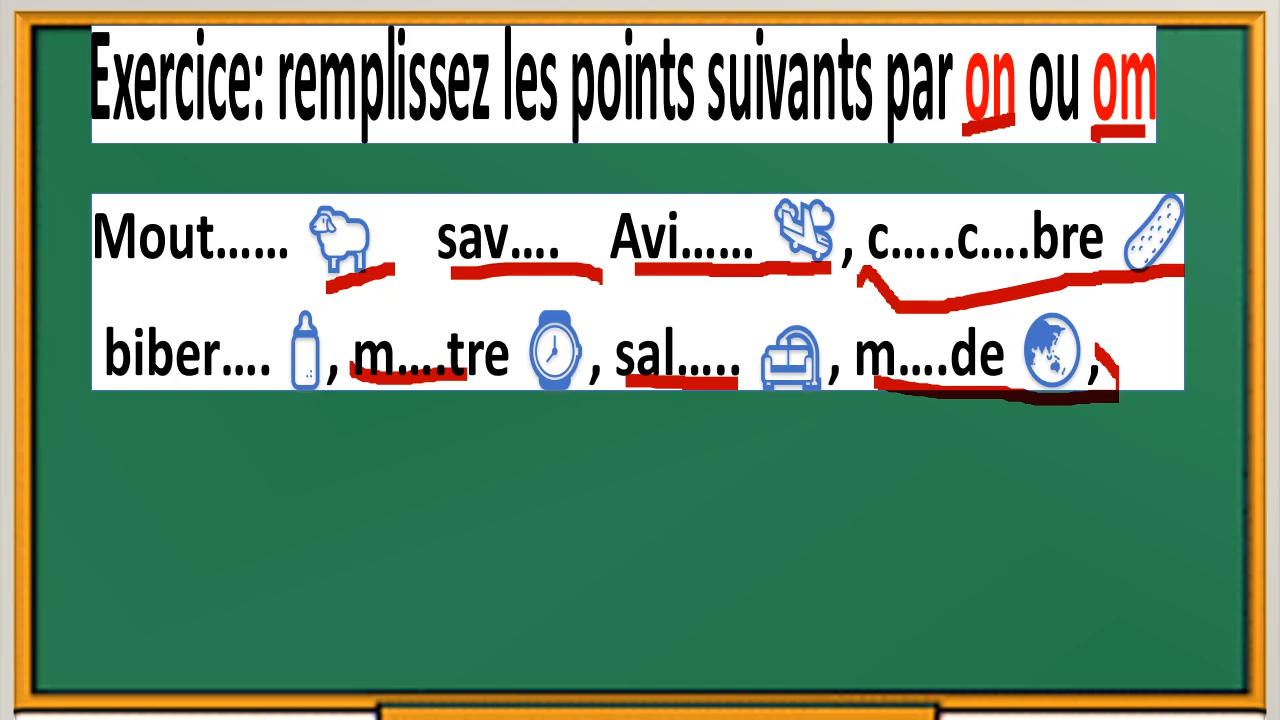 Exercice: remplissez les points suivants par on ou om
Mout…… sav…. Avi…… , c…..c….bre
biber…. , m….tre , sal….. , m….de ,